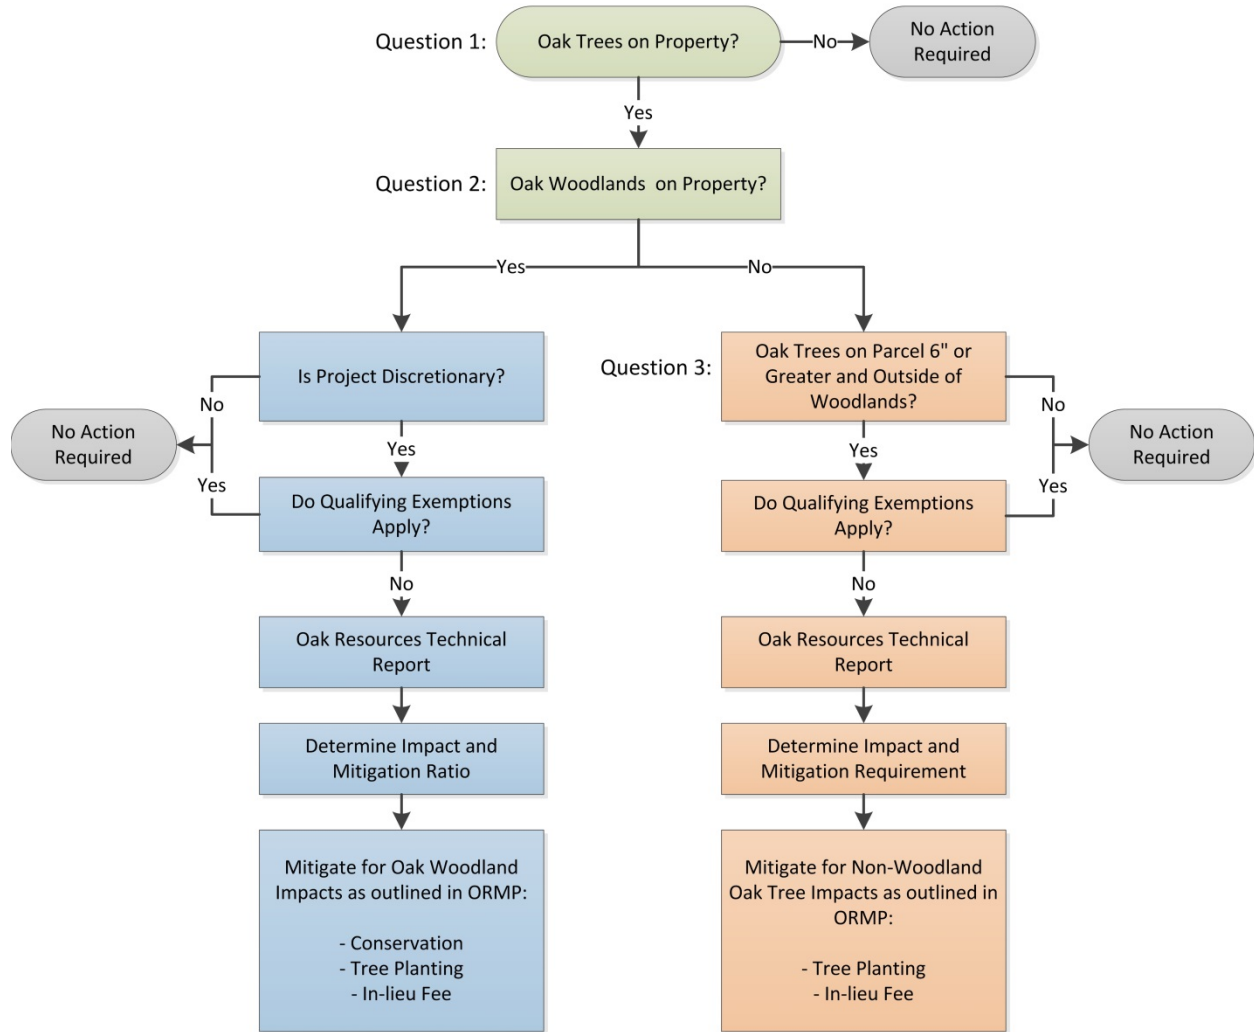 Question 1:
Oak Trees on Property?
No
No Action
Required
Yes
Question 2:
Oak Woodlands on Property?
Yes
No
Is Project Discretionary?
Question 3:
Oak Trees on Parcel 6" or
Greater and Outside of
Woodlands?
No
No Action
Required
Yes
Yes
Do Qualifying Exemptions
Apply?
No
Yes
No
No Action
Required
Yes
Do Qualifying Exemptions
Apply?
No
Oak Resources Technical
Report
Oak Resources Technical
Report
Determine Impact and
Mitigation Ratio
Determine Impact and
Mitigation Requirement
Mitigate for Oak Woodland
Impacts as outlined in ORMP:
- Conservation
- Tree Planting
- In-lieu Fee
Mitigate for Non-Woodland
Oak Tree Impacts as outlined in
ORMP:
- Tree Planting
- In-lieu Fee